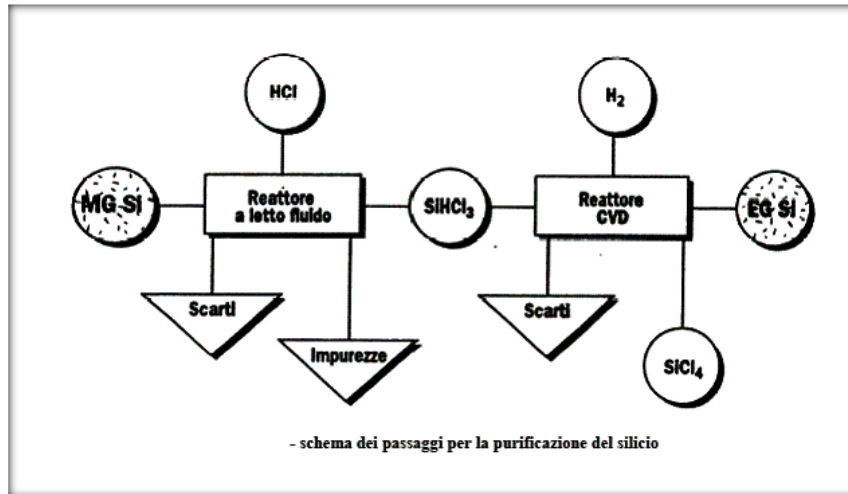 HCl
H₂
MG Si
Reattore
a letto fluido
SiHCl₃
Reattore
CVD
EG Si
Scarti
Impurezze
Scarti
SiCl₄
- schema dei passaggi per la purificazione del silicio